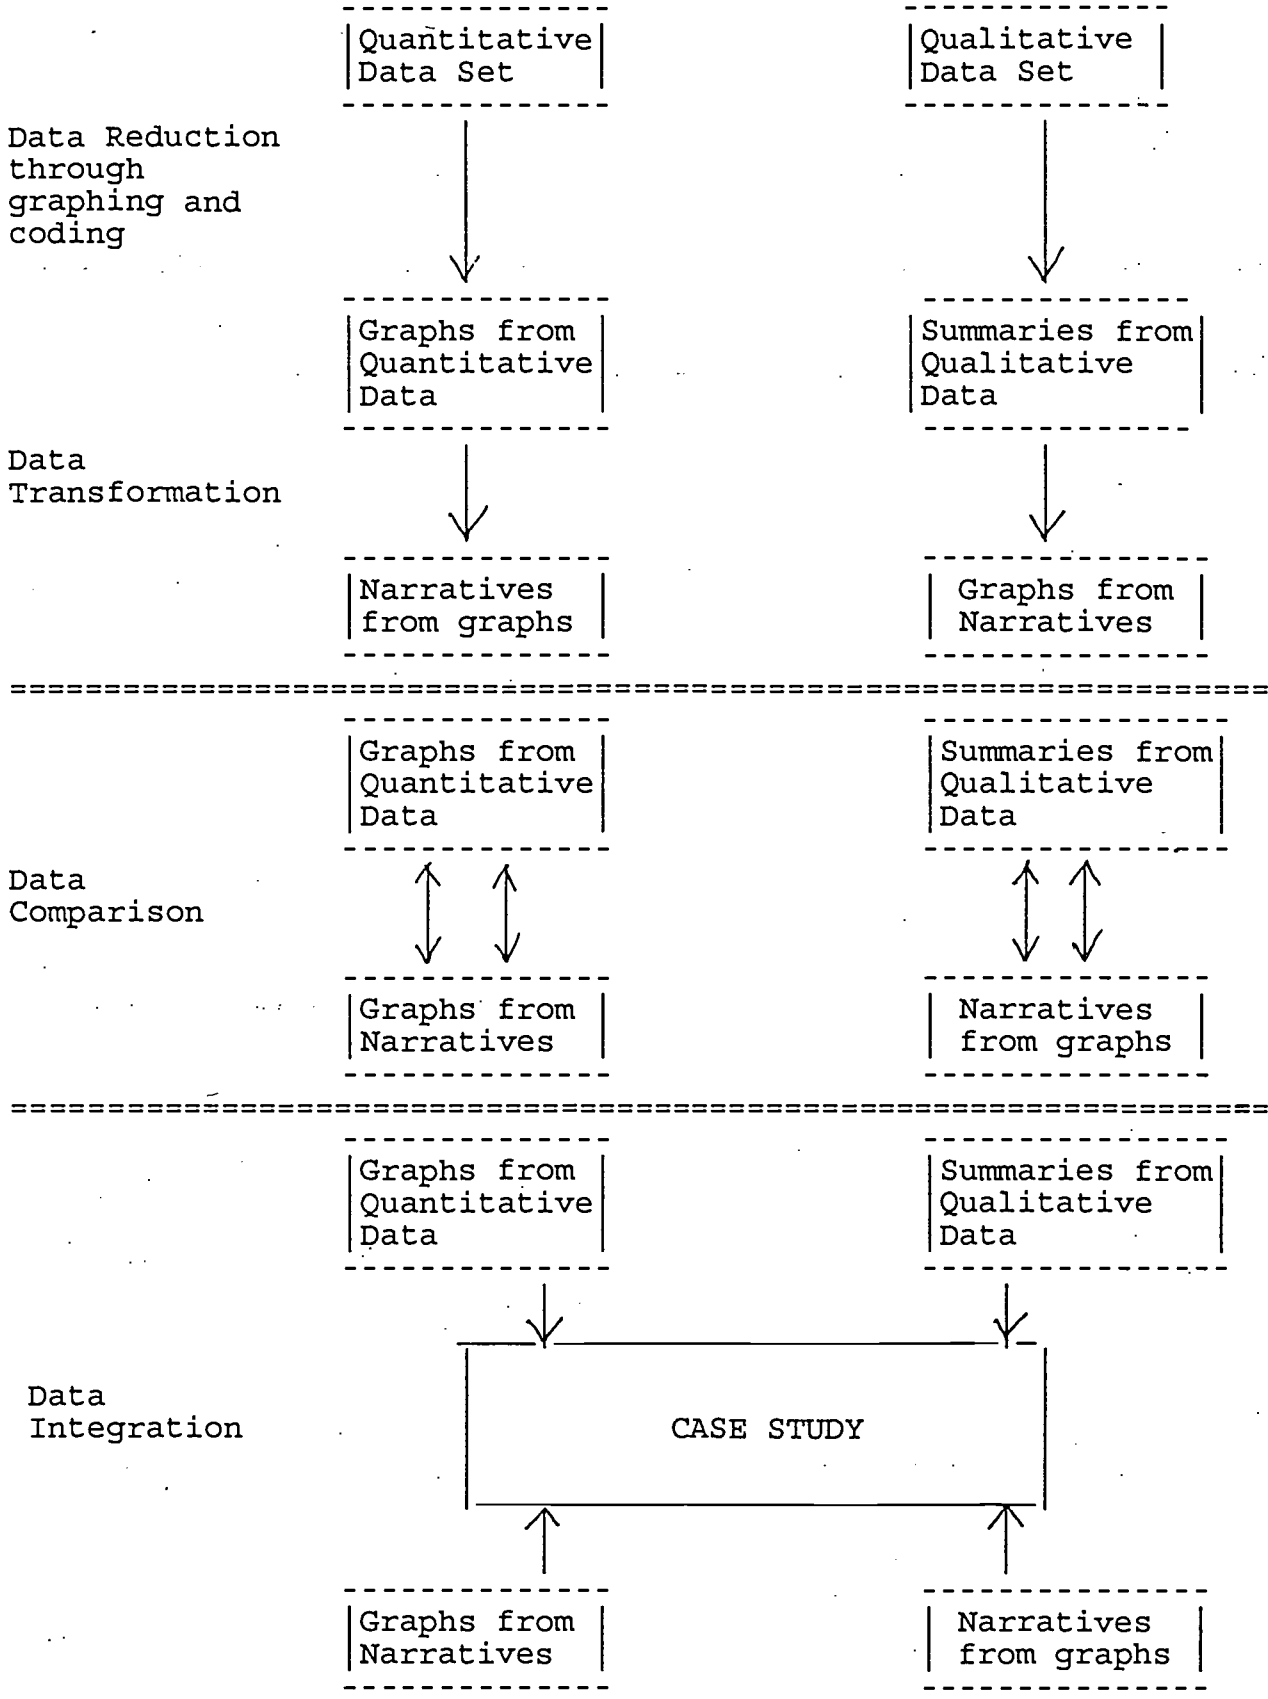 Quantitative
Data Set
Qualitative
Data Set
Data Reduction
through
graphing and
coding
Graphs from
Quantitative
Data
Summaries from
Qualitative
Data
Data
Transformation
Narratives
from graphs
Graphs from
Narratives
Graphs from
Quantitative
Data
Summaries from
Qualitative
Data
Data
Comparison
Graphs from
Narratives
Narratives
from graphs
Graphs from
Quantitative
Data
Summaries from
Qualitative
Data
Data
Integration
CASE STUDY
Graphs from
Narratives
Narratives
from graphs